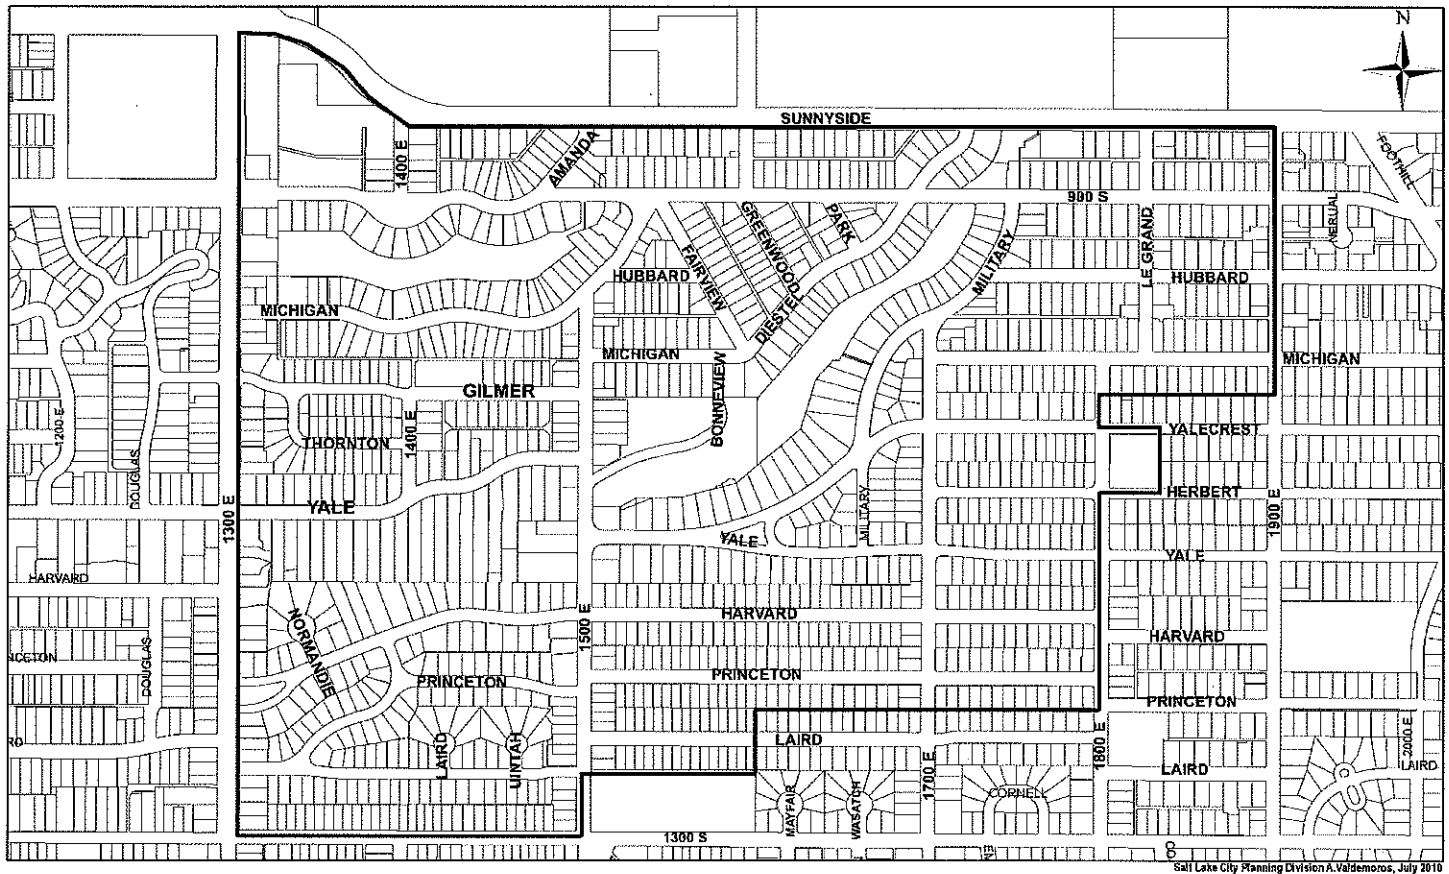 N
SUNNYSIDE
FOOTHILL
1400 E
AMANDA
900 S
GREENWOOD
PARK
LE GRAND
FAIRVIEW
MILITARY
HUBBARD
HUBBARD
MICHIGAN
DIESTEL
MICHIGAN
MICHIGAN
GILMER
BONNEVIEW
1200 E
THORNTON
1400 E
YALECREST
DOUGLAS
HERBERT
YALE
1300 E
MILITARY
1900 E
YALE
YALE
HARVARD
NORMANDIE
1500 E
HARVARD
HARVARD
DOUGLAS
PRINCETON
PRINCETON
PRINCETON
LAIRD
UINTAH
LAIRD
1700 E
1800 E
LAIRD
2000 E
LAIRD
MAYFAIR
WASATCH
CORNELL
1300 S
Salt Lake City Planning Division A.Valdemoros, July 2010